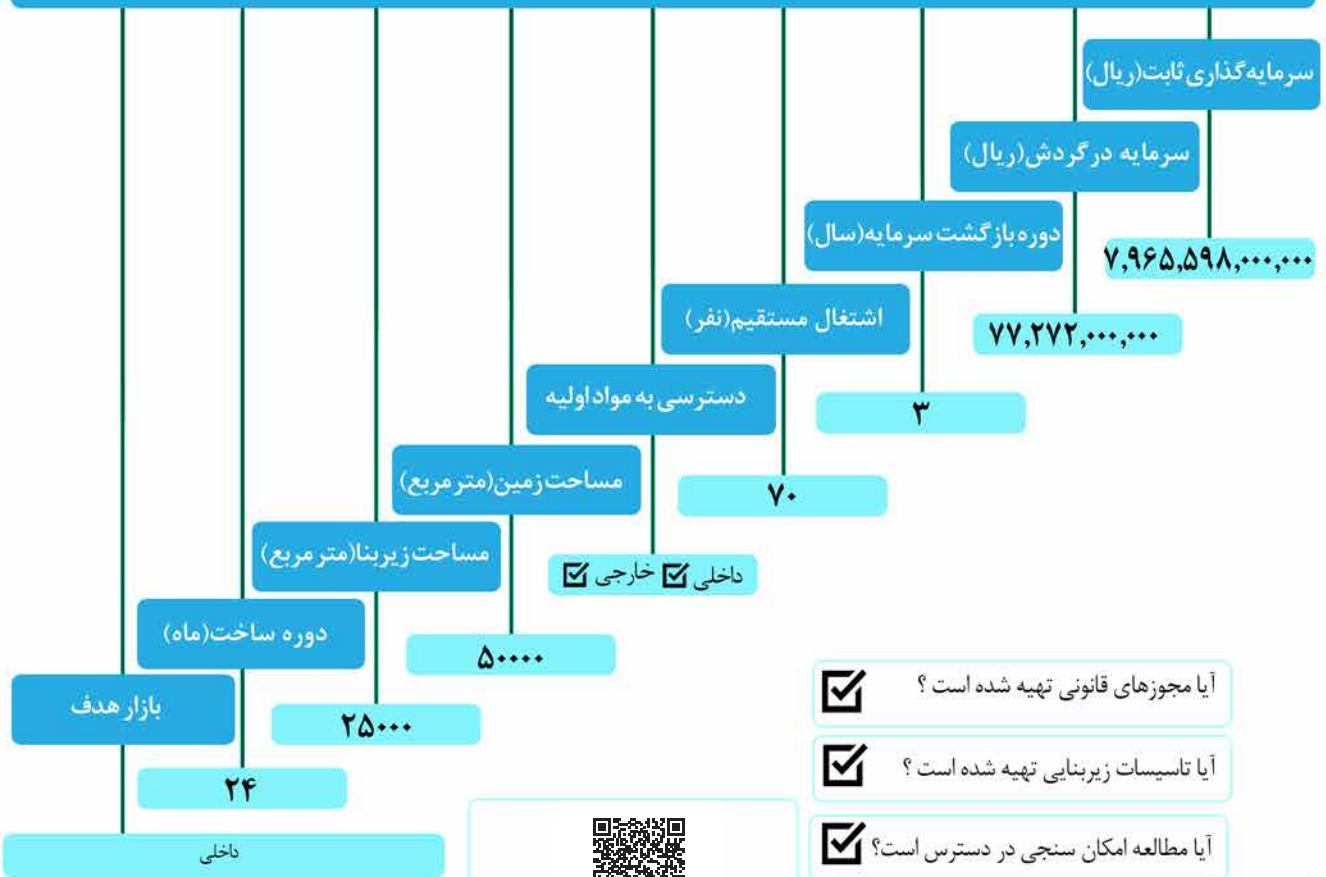 سرمایه‌گذاری ثابت(ریال)
۷,۹۶۵,۵۹۸,۰۰۰,۰۰۰
سرمایه در گردش(ریال)
۷۷,۲۷۲,۰۰۰,۰۰۰
دوره بازگشت سرمایه(سال)
۳
اشتغال مستقیم(نفر)
۷۰
دسترسی به مواد اولیه
داخلی ☑ خارجی ☑
مساحت زمین(متر مربع)
۵۰۰۰۰
مساحت زیربنا(متر مربع)
۲۵۰۰۰
دوره ساخت(ماه)
۲۴
بازار هدف
داخلی
آیا مجوزهای قانونی تهیه شده است ؟ ☑
آیا تاسیسات زیربنایی تهیه شده است ؟ ☑
آیا مطالعه امکان سنجی در دسترس است؟ ☑